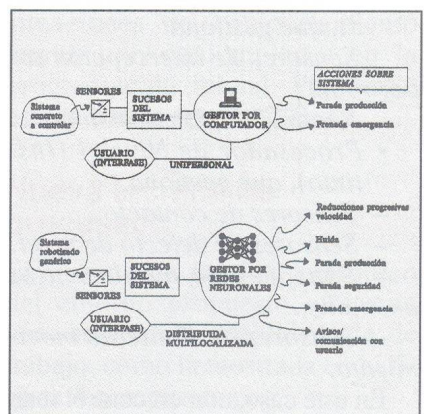 ACCIONES SOBRE
SISTEMA
SENSORES
Sistema
concreto
a controlar
SUCESOS
DEL
SISTEMA
GESTOR POR
COMPUTADOR
Parada producción
Frenada emergencia
USUARIO
(INTERFASE)
UNIPERSONAL
Reducciones progresivas
velocidad
Huida
Sistema
robotizado
genérico
SUCESOS
DEL
SISTEMA
GESTOR POR
REDES
NEURONALES
Parada producción
Parada seguridad
SENSORES
Frenada emergencia
USUARIO
(INTERFASE)
DISTRIBUIDA
MULTILOCALIZADA
Avisos/
comunicación con
usuario